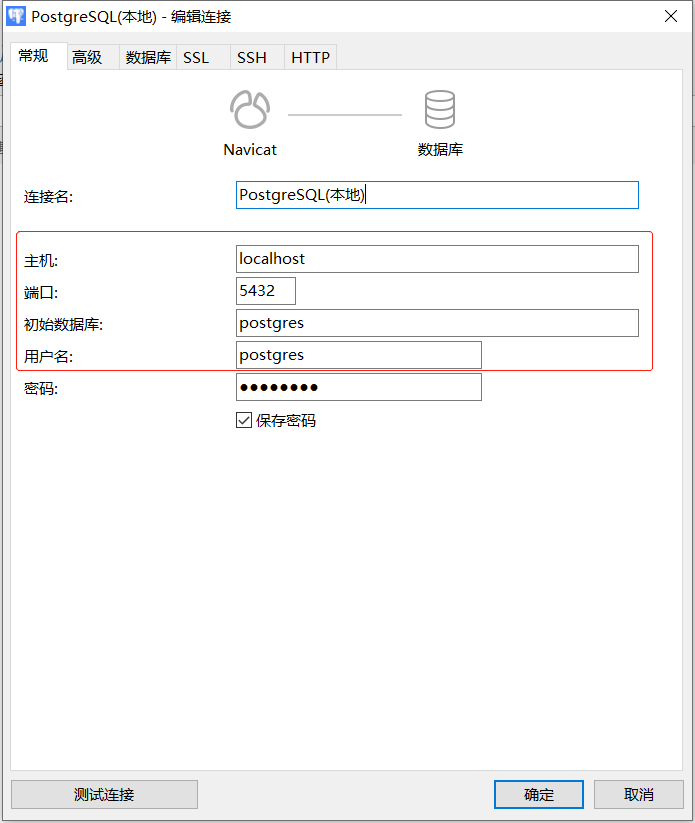 PostgreSQL(本地) - 编辑连接
常规 高级 数据库 SSL SSH HTTP
Navicat 数据库
连接名: PostgreSQL(本地)
主机: localhost
端口: 5432
初始数据库: postgres
用户名: postgres
密码: ●●●●●●●●
保存密码
测试连接 确定 取消